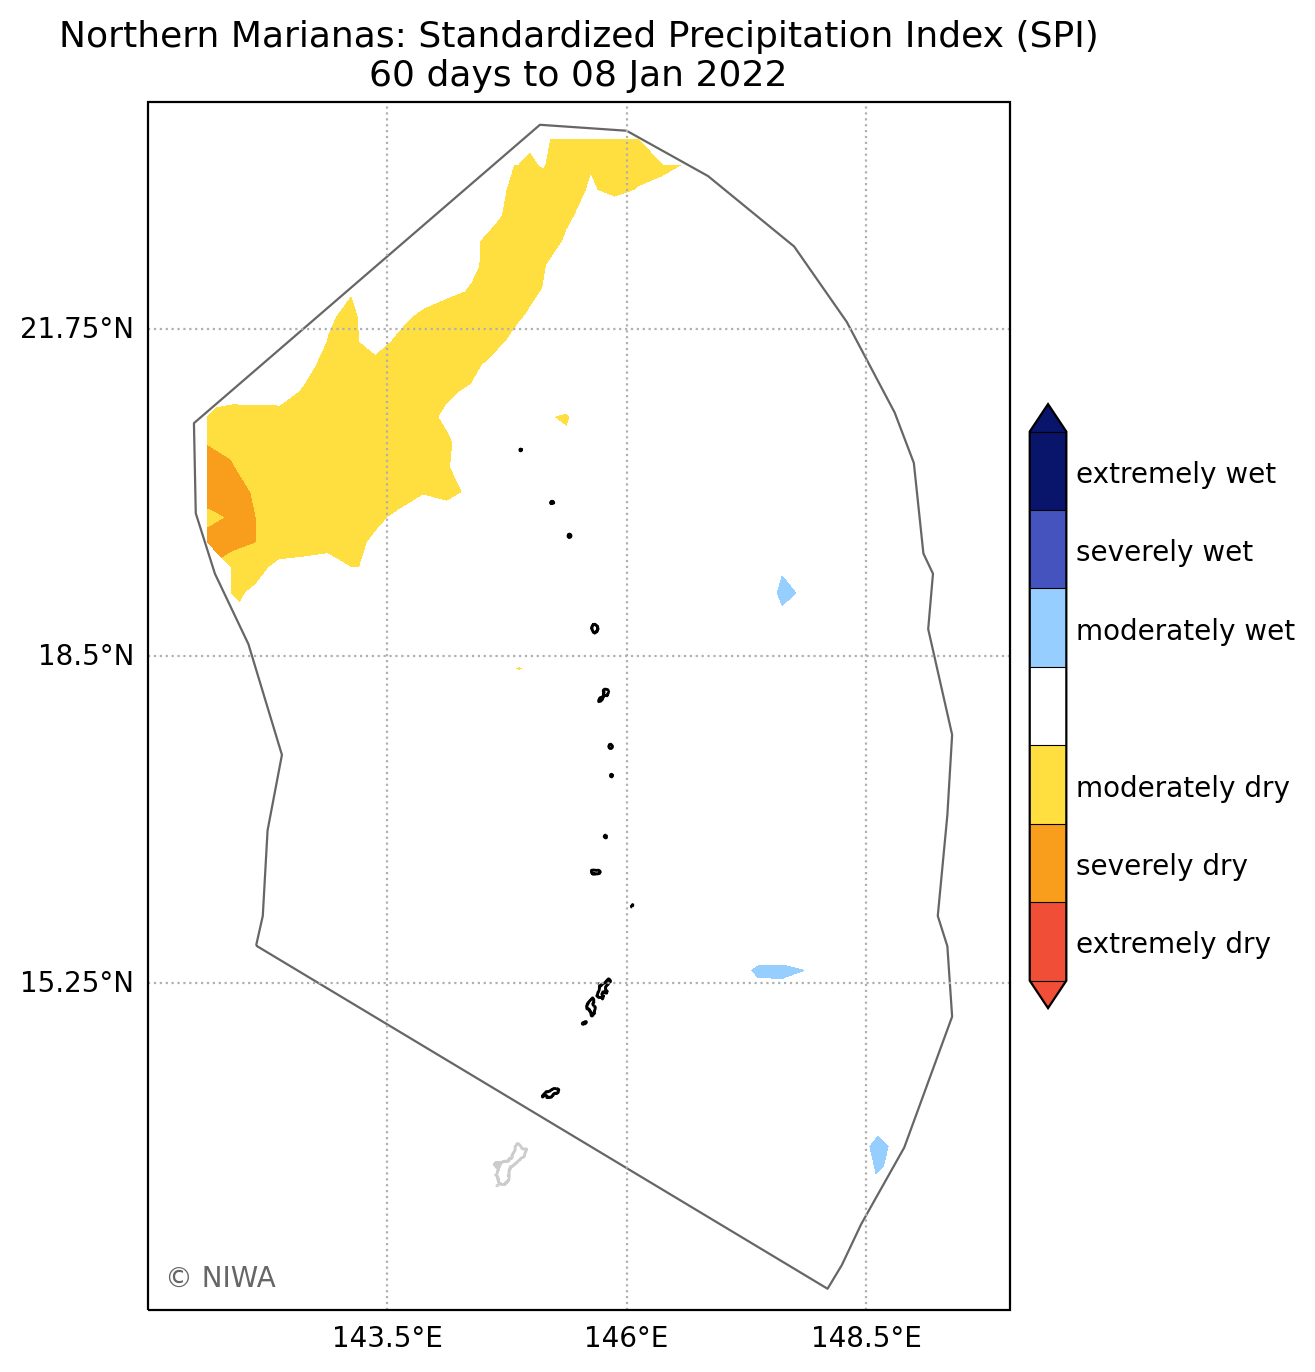 Northern Marianas: Standardized Precipitation Index (SPI)
60 days to 08 Jan 2022
21.75°N
18.5°N
15.25°N
143.5°E
146°E
148.5°E
extremely wet
severely wet
moderately wet
moderately dry
severely dry
extremely dry
© NIWA